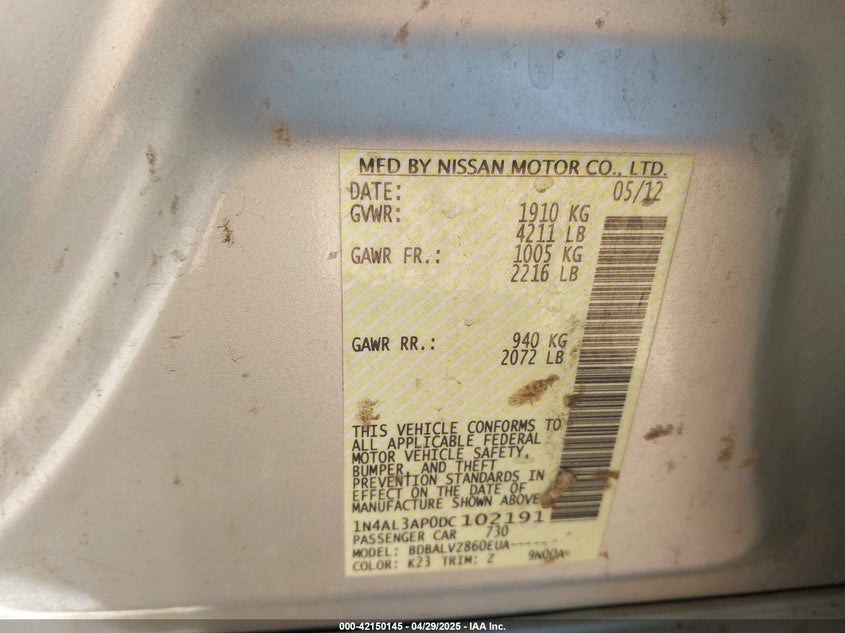 MFD BY NISSAN MOTOR CO., LTD.
DATE: 05/12
GVWR: 1910 KG
4211 LB
GAWR FR.: 1005 KG
2216 LB
GAWR RR.: 940 KG
2072 LB
THIS VEHICLE CONFORMS TO
ALL APPLICABLE FEDERAL
MOTOR VEHICLE SAFETY,
BUMPER, AND THEFT
PREVENTION STANDARDS IN
EFFECT ON THE DATE OF
MANUFACTURE SHOWN ABOVE
1N4AL3AP0DC102191
PASSENGER CAR 730
MODEL: BDBALVZ860EUA-----
COLOR: K23 TRIM: Z 9N00A
000-42150145 - 04/29/2025 - IAA Inc.